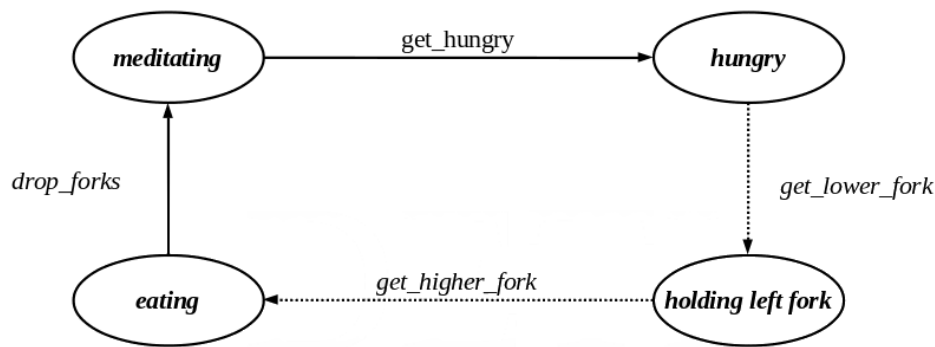 meditating
get_hungry
hungry
drop_forks
get_lower_fork
eating
get_higher_fork
holding left fork